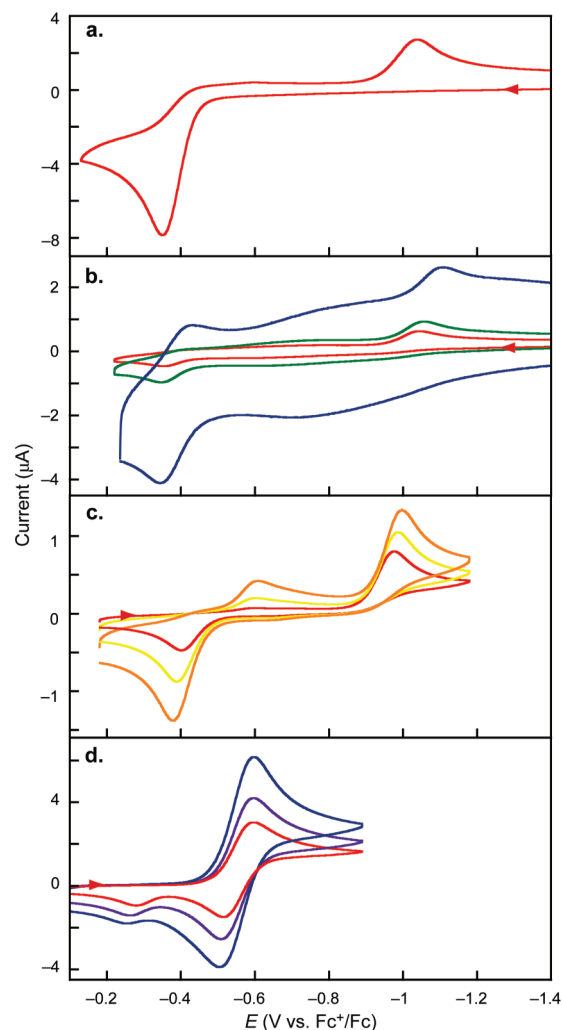 a.
4
0
–4
–8
b.
2
0
–2
–4
Current (µA)
c.
1
0
–1
d.
4
0
–4
–0.2 –0.4 –0.6 –0.8 –1 –1.2 –1.4
E (V vs. Fc⁺/Fc)